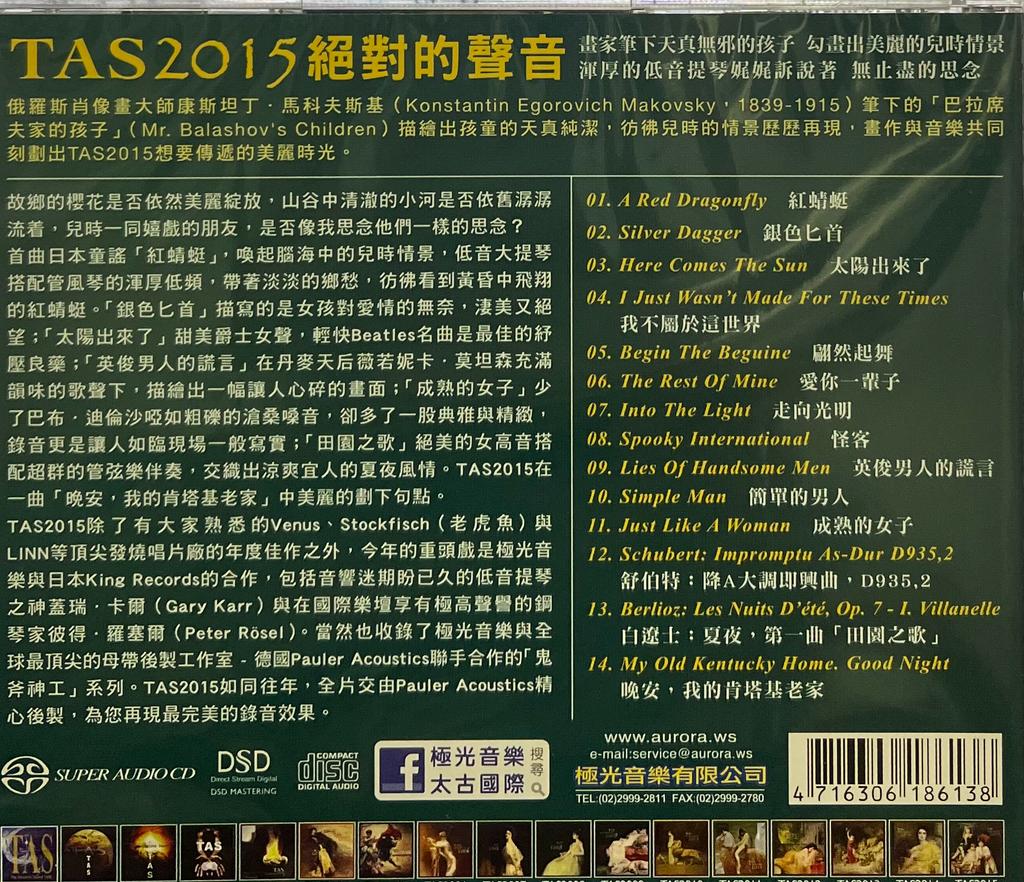 TAS2015絕對的聲音
畫家筆下天真無邪的孩子 勾畫出美麗的兒時情景
渾厚的低音提琴娓娓訴說著 無止盡的思念
俄羅斯肖像畫大師康斯坦丁·馬科夫斯基（Konstantin Egorovich Makovsky，1839-1915）筆下的「巴拉席
夫家的孩子」（Mr. Balashov's Children）描繪出孩童的天真純潔，彷彿兒時的情景歷歷再現，畫作與音樂共同
刻劃出TAS2015想要傳遞的美麗時光。
故鄉的櫻花是否依然美麗綻放，山谷中清澈的小河是否依舊潺潺
流着，兒時一同嬉戲的朋友，是否像我思念他們一樣的思念？
首曲日本童謠「紅蜻蜓」，喚起腦海中的兒時情景，低音大提琴
搭配管風琴的渾厚低頻，帶著淡淡的鄉愁，彷彿看到黃昏中飛翔
的紅蜻蜓。「銀色匕首」描寫的是女孩對愛情的無奈，淒美又絕
望；「太陽出來了」甜美爵士女聲，輕快Beatles名曲是最佳的紓
壓良藥；「英俊男人的謊言」在丹麥天后薇若妮卡·莫坦森充滿
韻味的歌聲下，描繪出一幅讓人心碎的畫面；「成熟的女子」少
了巴布·迪倫沙啞如粗礫的滄桑嗓音，卻多了一股典雅與精緻，
錄音更是讓人如臨現場一般寫實；「田園之歌」絕美的女高音搭
配超群的管弦樂伴奏，交織出涼爽宜人的夏夜風情。TAS2015在
一曲「晚安，我的肯塔基老家」中美麗的劃下句點。
TAS2015除了有大家熟悉的Venus、Stockfisch（老虎魚）與
LINN等頂尖發燒唱片廠的年度佳作之外，今年的重頭戲是極光音
樂與日本King Records的合作，包括音響迷期盼已久的低音提琴
之神蓋瑞·卡爾（Gary Karr）與在國際樂壇享有極高聲譽的鋼
琴家彼得·羅塞爾（Peter Rösel）。當然也收錄了極光音樂與全
球最頂尖的母帶後製工作室 - 德國Pauler Acoustics聯手合作的「鬼
斧神工」系列。TAS2015如同往年，全片交由Pauler Acoustics精
心後製，為您再現最完美的錄音效果。
01. A Red Dragonfly 紅蜻蜓
02. Silver Dagger 銀色匕首
03. Here Comes The Sun 太陽出來了
04. I Just Wasn't Made For These Times
我不屬於這世界
05. Begin The Beguine 翩然起舞
06. The Rest Of Mine 愛你一輩子
07. Into The Light 走向光明
08. Spooky International 怪客
09. Lies Of Handsome Men 英俊男人的謊言
10. Simple Man 簡單的男人
11. Just Like A Woman 成熟的女子
12. Schubert: Impromptu As-Dur D935,2
舒伯特：降A大調即興曲，D935,2
13. Berlioz: Les Nuits D'été, Op. 7 - I. Villanelle
白遼士：夏夜，第一曲「田園之歌」
14. My Old Kentucky Home. Good Night
晚安，我的肯塔基老家
SUPER AUDIO CD
DSD
Direct Stream Digital
DSD MASTERING
COMPACT
disc
DIGITAL AUDIO
f
極光音樂
太古國際
搜尋
www.aurora.ws
e-mail:service@aurora.ws
極光音樂有限公司
TEL:(02)2999-2811 FAX:(02)2999-2780
4 716306 186138
TAS
TAS